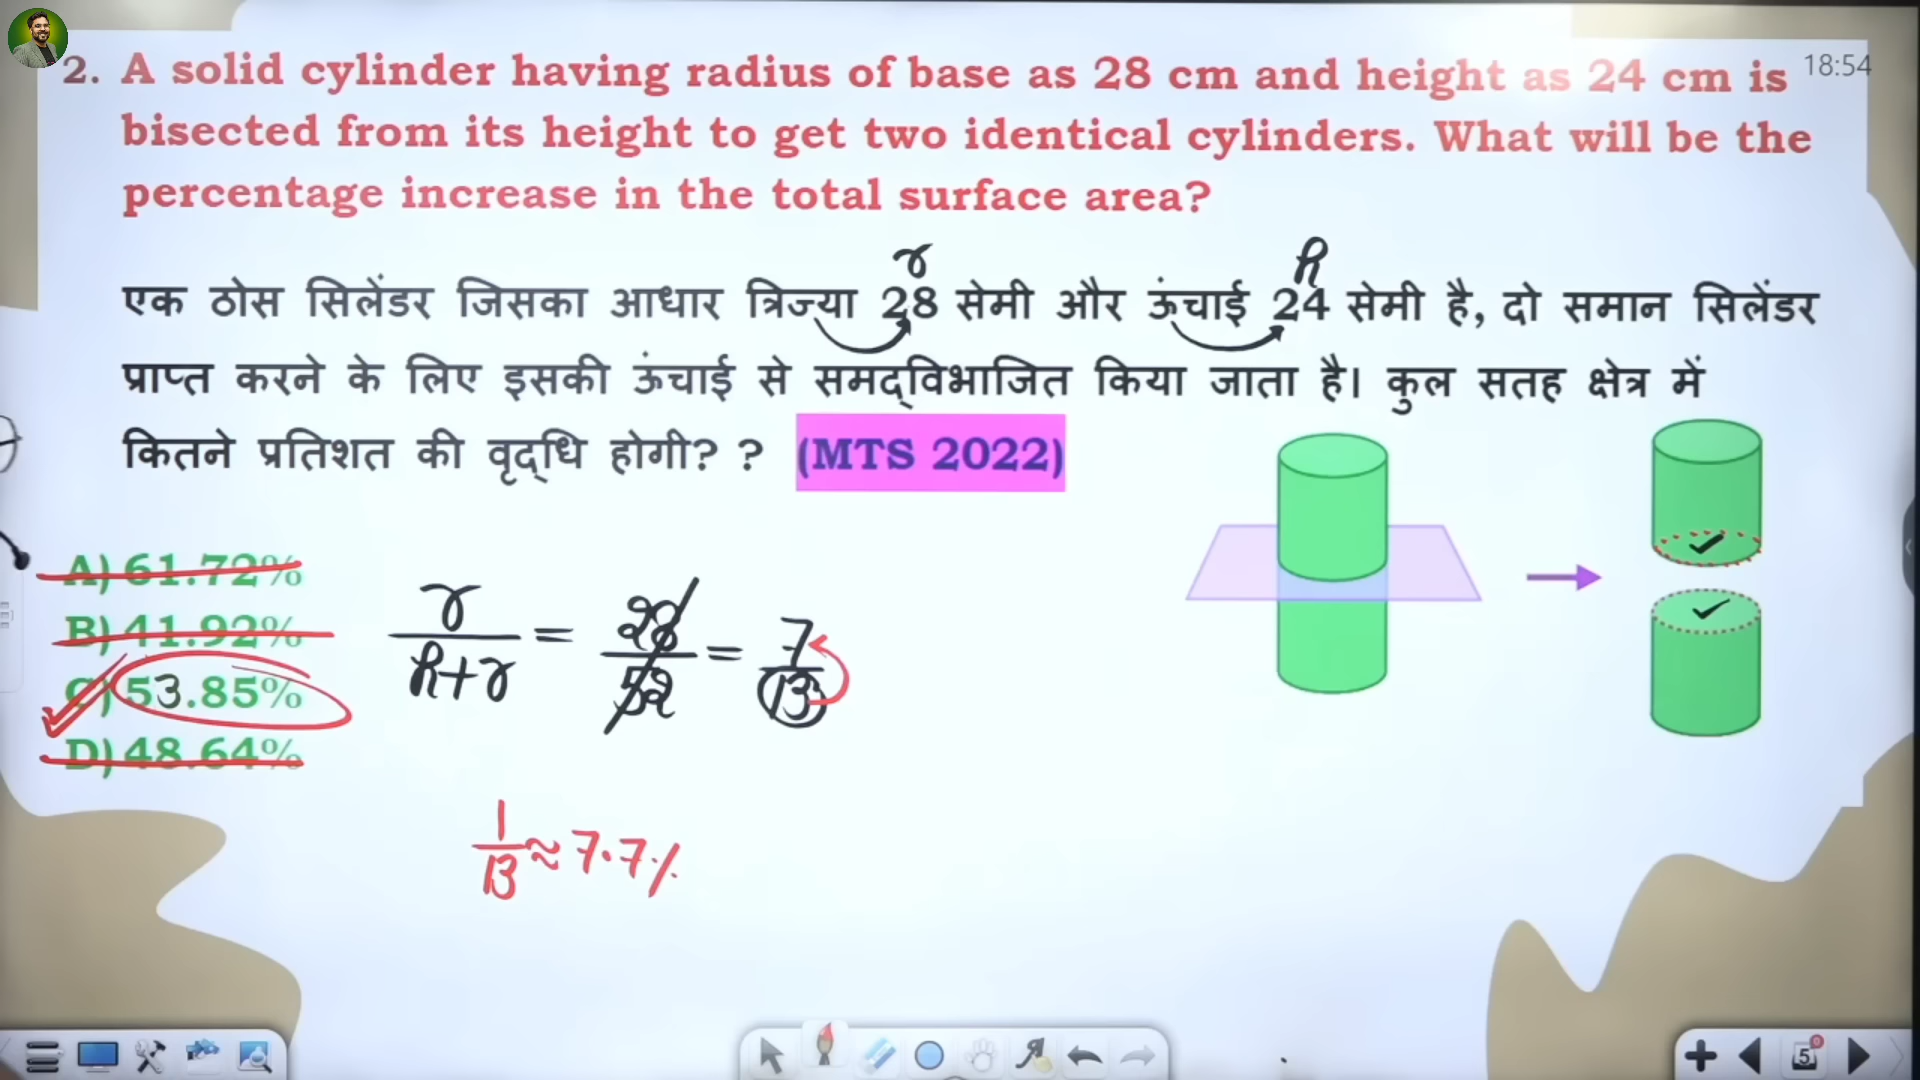 2. A solid cylinder having radius of base as 28 cm and height as 24 cm is
18:54
bisected from its height to get two identical cylinders. What will be the
percentage increase in the total surface area?
r
h
एक ठोस सिलेंडर जिसका आधार त्रिज्या 28 सेमी और ऊंचाई 24 सेमी है, दो समान सिलेंडर
प्राप्त करने के लिए इसकी ऊंचाई से समद्विभाजित किया जाता है। कुल सतह क्षेत्र में
कितने प्रतिशत की वृद्धि होगी? ? (MTS 2022)
A) 61.72%
B) 41.92%
C) 53.85%
D) 48.64%
r/h+r = 28/52 = 7/13
1/13 ≈ 7.7%
5